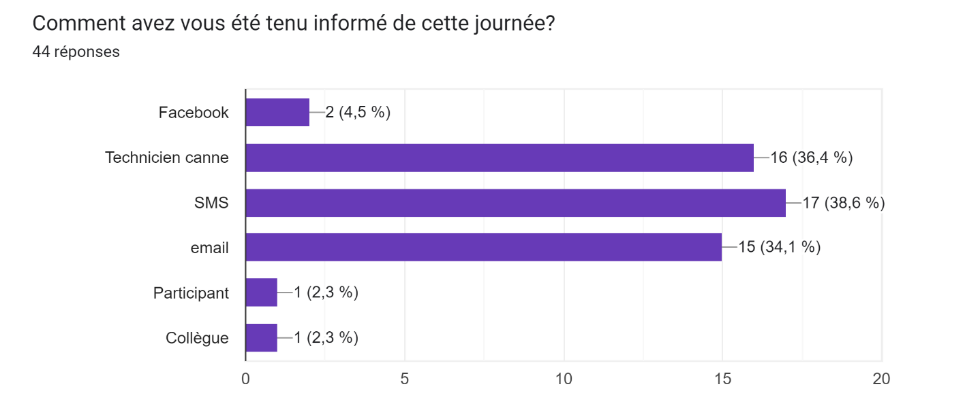 Comment avez vous été tenu informé de cette journée?
44 réponses
Facebook 2 (4,5 %)
Technicien canne 16 (36,4 %)
SMS 17 (38,6 %)
email 15 (34,1 %)
Participant 1 (2,3 %)
Collègue 1 (2,3 %)
0 5 10 15 20